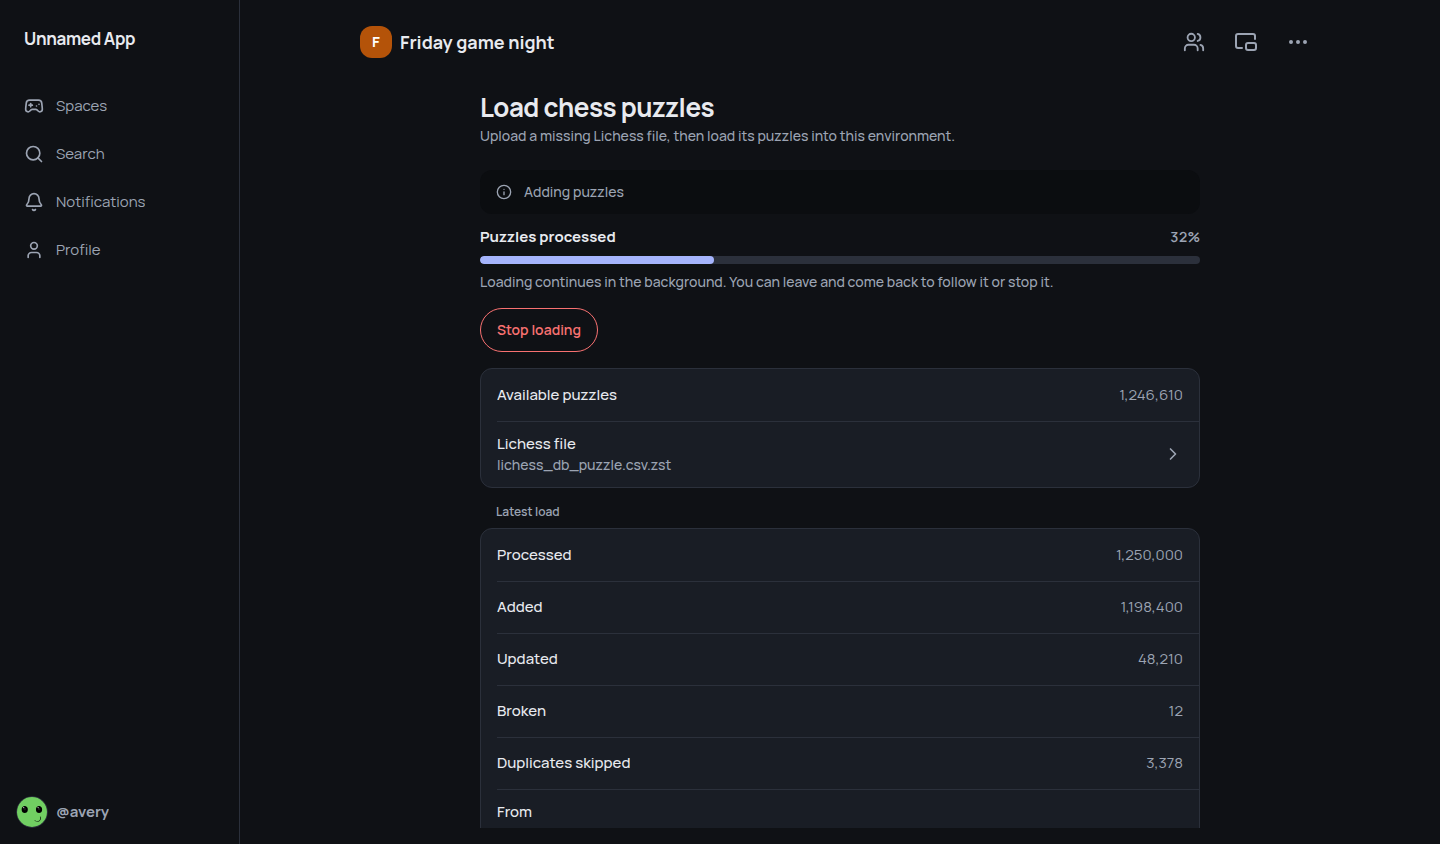 Unnamed App
Spaces
Search
Notifications
Profile
@avery
F Friday game night
Load chess puzzles
Upload a missing Lichess file, then load its puzzles into this environment.
Adding puzzles
Puzzles processed 32%
Loading continues in the background. You can leave and come back to follow it or stop it.
Stop loading
Available puzzles 1,246,610
Lichess file
lichess_db_puzzle.csv.zst
Latest load
Processed 1,250,000
Added 1,198,400
Updated 48,210
Broken 12
Duplicates skipped 3,378
From